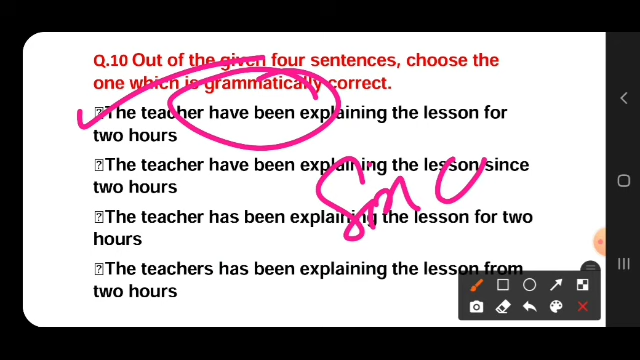 Q.10 Out of the given four sentences, choose the
one which is grammatically correct.
The teacher have been explaining the lesson for
two hours
The teacher have been explaining the lesson since
two hours
The teacher has been explaining the lesson for two
hours
The teachers has been explaining the lesson from
two hours